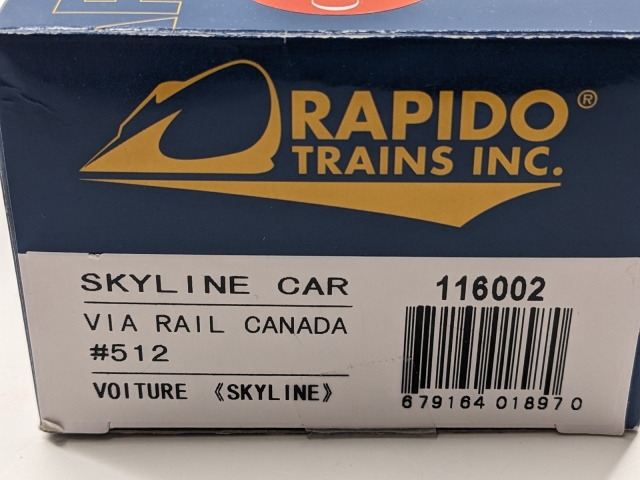 RAPIDO®
TRAINS INC.
SKYLINE CAR
VIA RAIL CANADA
#512
VOITURE 《SKYLINE》
116002
679164 018970